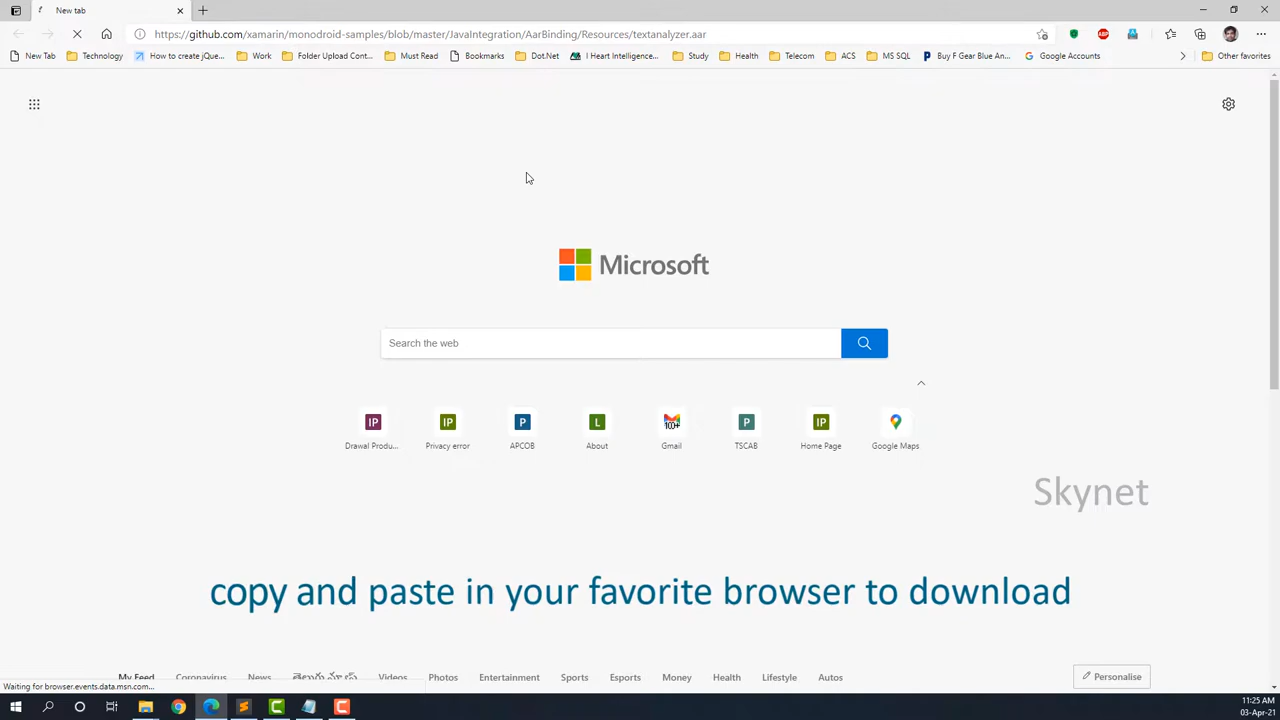 New tab
https://github.com/xamarin/monodroid-samples/blob/master/JavaIntegration/AarBinding/Resources/textanalyzer.aar
New Tab Technology How to create jQue... Work Folder Upload Cont... Must Read Bookmarks Dot.Net I Heart Intelligence... Study Health Telecom ACS MS SQL Buy F Gear Blue An... Google Accounts Other favorites
Microsoft
Search the web
IP IP P L 100+ P IP
Drawal Produ... Privacy error APCOB About Gmail TSCAB Home Page Google Maps
Skynet
copy and paste in your favorite browser to download
My Feed Coronavirus News Videos Photos Entertainment Sports Esports Money Health Lifestyle Autos Personalise
Waiting for browser.events.data.msn.com...
11:25 AM
03-Apr-21